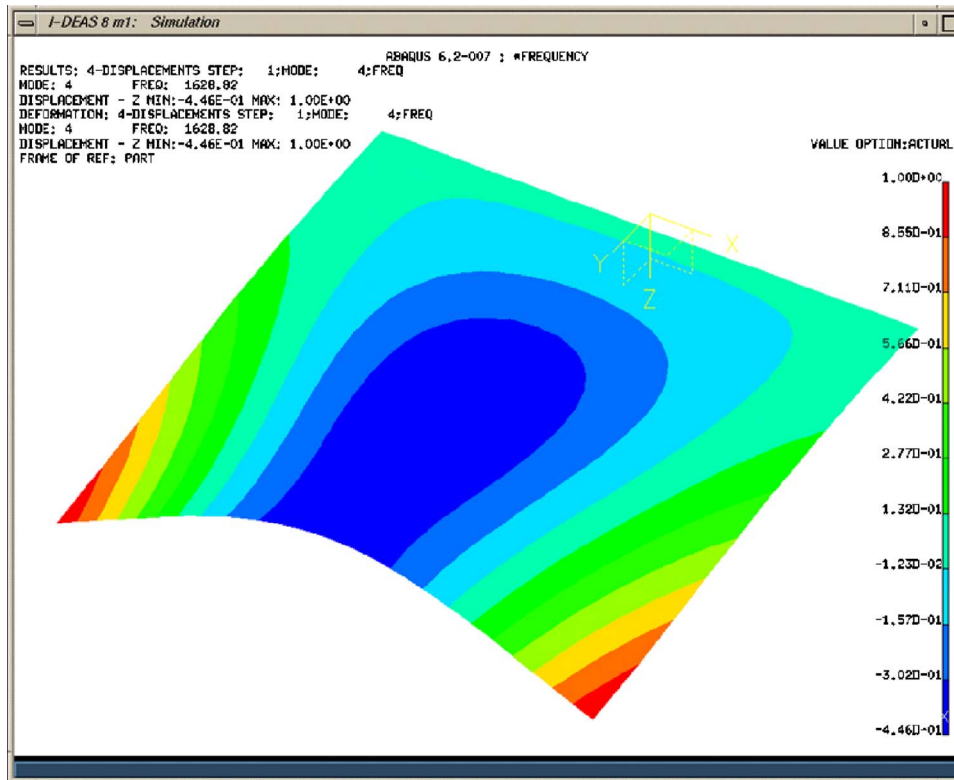 I-DEAS 8 m1: Simulation
ABAQUS 6.2-007 ; *FREQUENCY
RESULTS: 4-DISPLACEMENTS STEP: 1;MODE: 4;FREQ
MODE: 4 FREQ: 1628.82
DISPLACEMENT - Z MIN:-4.46E-01 MAX: 1.00E+00
DEFORMATION: 4-DISPLACEMENTS STEP: 1;MODE: 4;FREQ
MODE: 4 FREQ: 1628.82
DISPLACEMENT - Z MIN:-4.46E-01 MAX: 1.00E+00
FRAME OF REF: PART
VALUE OPTION:ACTUAL
1.00D+00
8.55D-01
7.11D-01
5.66D-01
4.22D-01
2.77D-01
1.32D-01
-1.23D-02
-1.57D-01
-3.02D-01
-4.46D-01
X
Y
Z
X